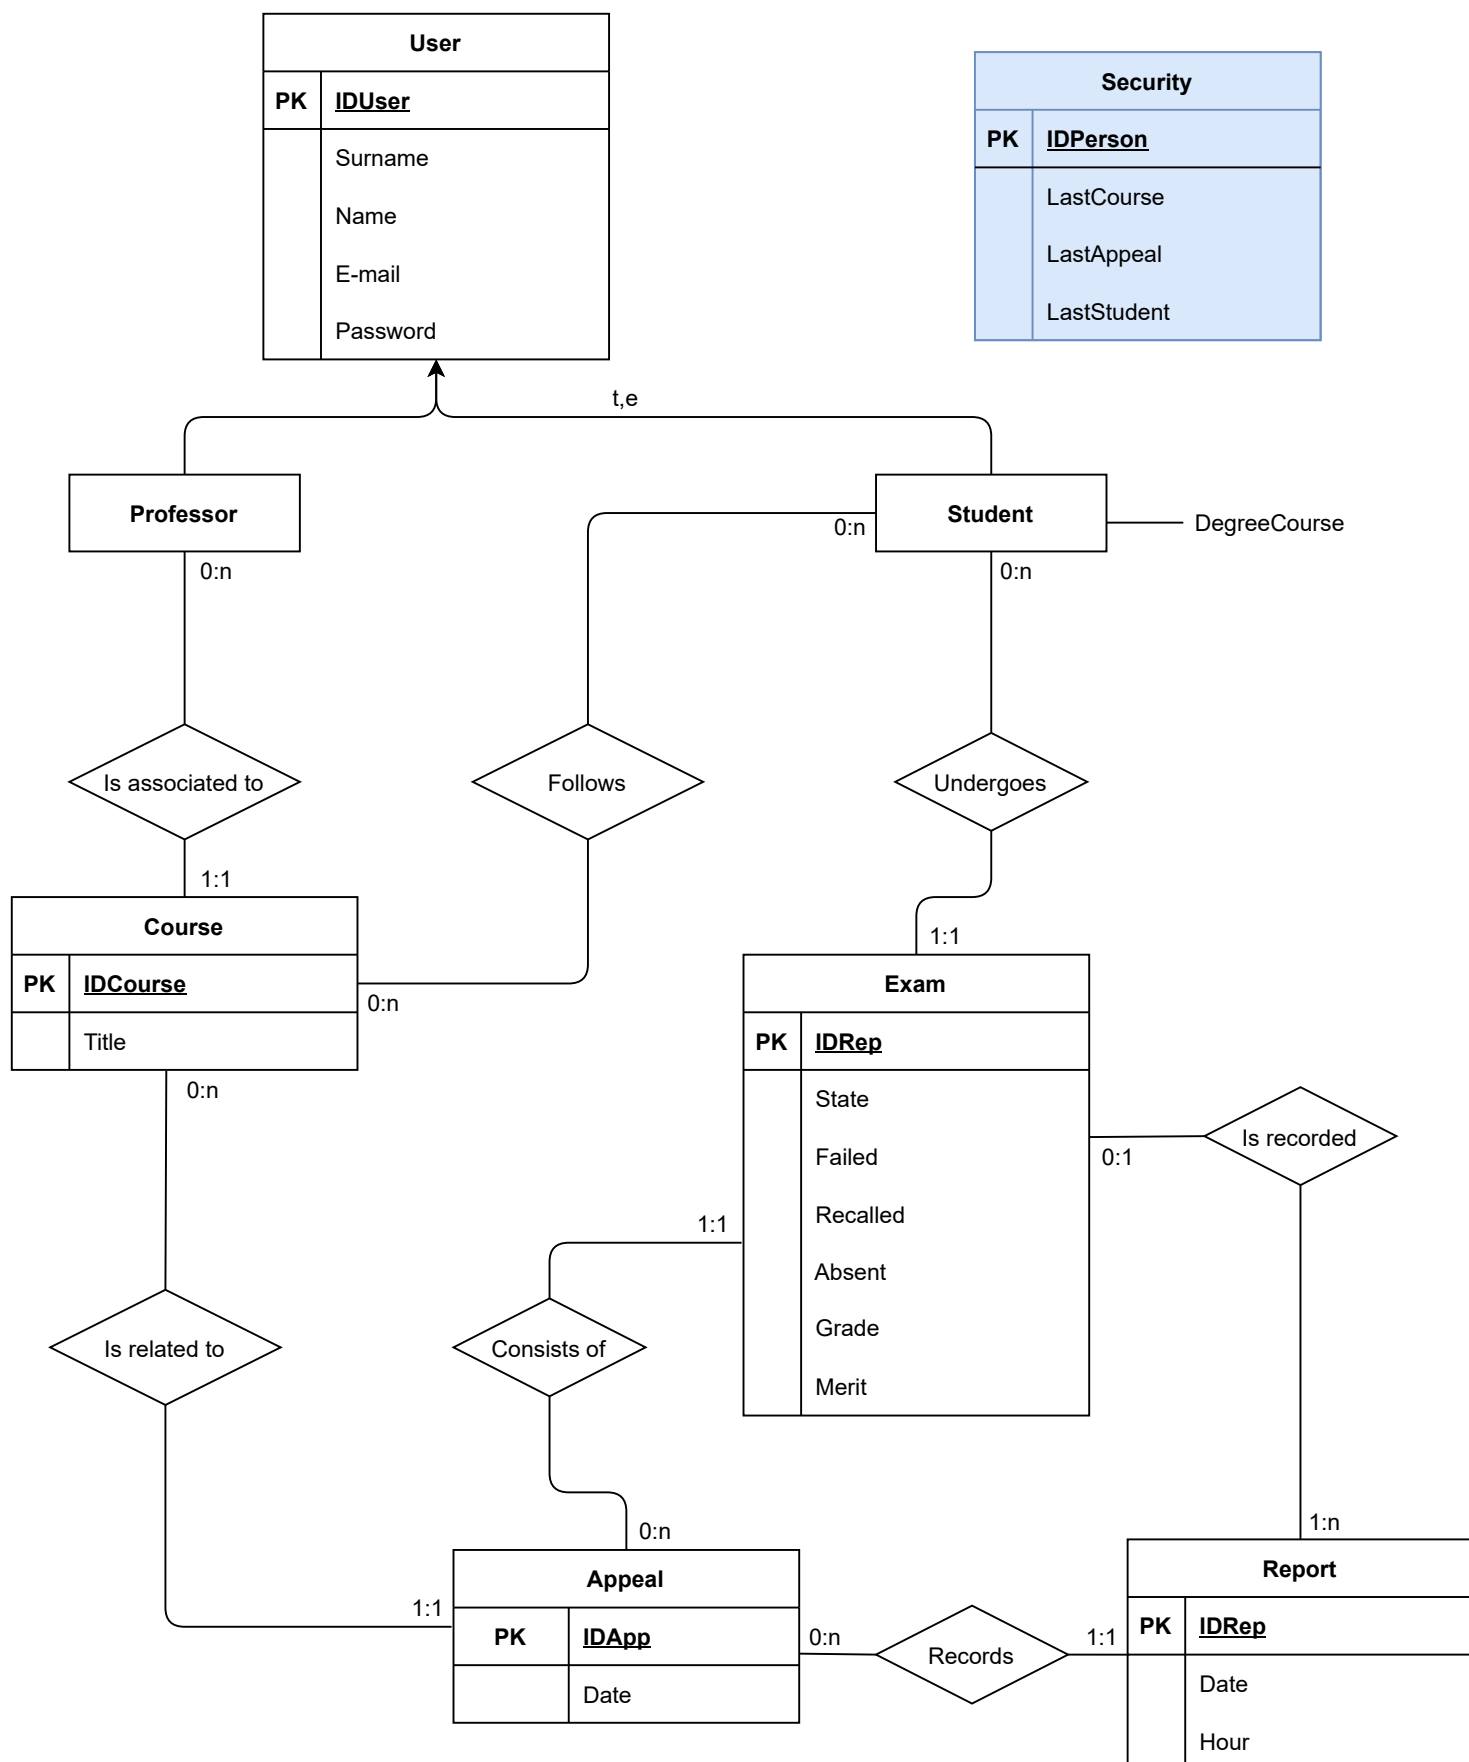 User
PK IDUser
Surname
Name
E-mail
Password
Security
PK IDPerson
LastCourse
LastAppeal
LastStudent
t,e
Professor
Student
DegreeCourse
0:n
0:n
0:n
Is associated to
Follows
Undergoes
1:1
1:1
Course
PK IDCourse
Title
0:n
0:n
Exam
PK IDRep
State
Failed
Recalled
Absent
Grade
Merit
0:1
Is recorded
1:1
Is related to
Consists of
0:n
1:n
1:1
Appeal
PK IDApp
Date
0:n
Records
1:1
Report
PK IDRep
Date
Hour